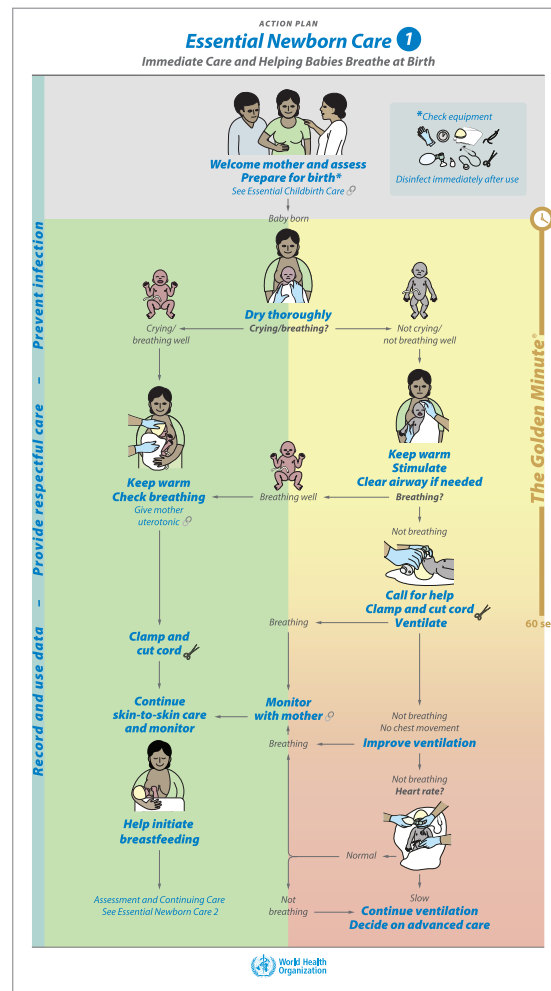 ACTION PLAN
Essential Newborn Care 1
Immediate Care and Helping Babies Breathe at Birth
*Check equipment
Disinfect immediately after use
Welcome mother and assess
Prepare for birth*
See Essential Childbirth Care
Baby born
Dry thoroughly
Crying/breathing?
Crying/
breathing well
Not crying/
not breathing well
Keep warm
Check breathing
Give mother
uterotonic
Breathing well
Keep warm
Stimulate
Clear airway if needed
Breathing?
Not breathing
Call for help
Clamp and cut cord
Ventilate
Breathing
Clamp and
cut cord
Continue
skin-to-skin care
and monitor
Monitor
with mother
Not breathing
No chest movement
Breathing
Improve ventilation
Not breathing
Heart rate?
Help initiate
breastfeeding
Normal
Assessment and Continuing Care
See Essential Newborn Care 2
Not
breathing
Slow
Continue ventilation
Decide on advanced care
Record and use data – Provide respectful care – Prevent infection
The Golden Minute®
60 se
World Health
Organization